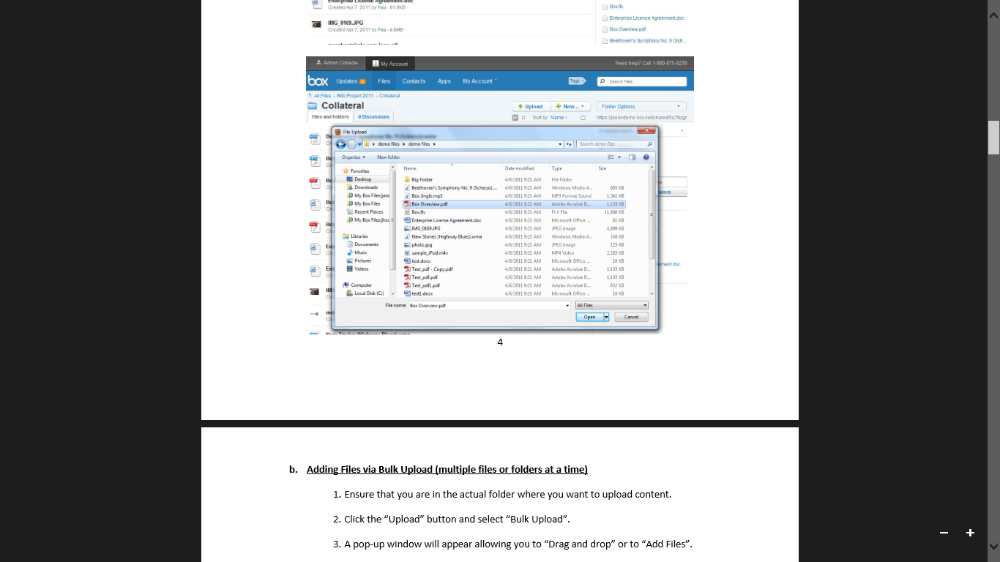 Enterprise License Agreement.doc
Created Apr 7, 2011 by You · 81.0KB ·
IMG_0169.JPG
Created Apr 7, 2011 by You · 4.8MB ·
Box.flv
Enterprise License Agreement.doc
Box Overview.pdf
Beethoven's Symphony No. 9 (Sch...
Admin Console My Account Need help? Call 1-800-875-8230
box Updates Files Contacts Apps My Account Tags Search Files
All Files › Blitz Project 2011 › Collateral
Collateral Upload New... Folder Options
Files and Folders 0 Discussions Sort by: Name
File Upload
demo files demo files Search demo files
Organize New folder
Favorites
Desktop
Downloads
My Box Files(jaso
My Box Files
Recent Places
My Box Files(jhsu
Libraries
Documents
Music
Pictures
Videos
Computer
Local Disk (C:)
Name Date modified Type Size
Big Folder 4/6/2011 9:21 AM File folder
Beethoven's Symphony No. 9 (Scherzo).... 4/6/2011 9:21 AM Windows Media A... 605 KB
Box Jingle.mp3 4/6/2011 9:21 AM MP3 Format Sound 1,341 KB
Box Overview.pdf 4/6/2011 9:21 AM Adobe Acrobat D... 1,133 KB
Box.flv 4/6/2011 9:21 AM FLV File 11,608 KB
Enterprise License Agreement.doc 4/6/2011 9:21 AM Microsoft Office ... 81 KB
IMG_0169.JPG 4/6/2011 9:21 AM JPEG image 4,899 KB
New Stories (Highway Blues).wma 4/6/2011 9:21 AM Windows Media A... 748 KB
photo.jpg 4/6/2011 9:21 AM JPEG image 125 KB
sample_iPod.m4v 4/6/2011 9:21 AM MP4 Video 2,185 KB
test.docx 4/6/2011 9:21 AM Microsoft Office ... 10 KB
Test_pdf - Copy.pdf 4/6/2011 9:21 AM Adobe Acrobat D... 1,133 KB
Test_pdf.pdf 4/6/2011 9:21 AM Adobe Acrobat D... 1,133 KB
Test_pdf1.pdf 4/6/2011 9:21 AM Adobe Acrobat D... 832 KB
test1.docx 4/6/2011 9:21 AM Microsoft Office ... 10 KB
File name: Box Overview.pdf All Files
Open Cancel
4
b. Adding Files via Bulk Upload (multiple files or folders at a time)
1. Ensure that you are in the actual folder where you want to upload content.
2. Click the “Upload” button and select “Bulk Upload”.
3. A pop-up window will appear allowing you to “Drag and drop” or to “Add Files”.